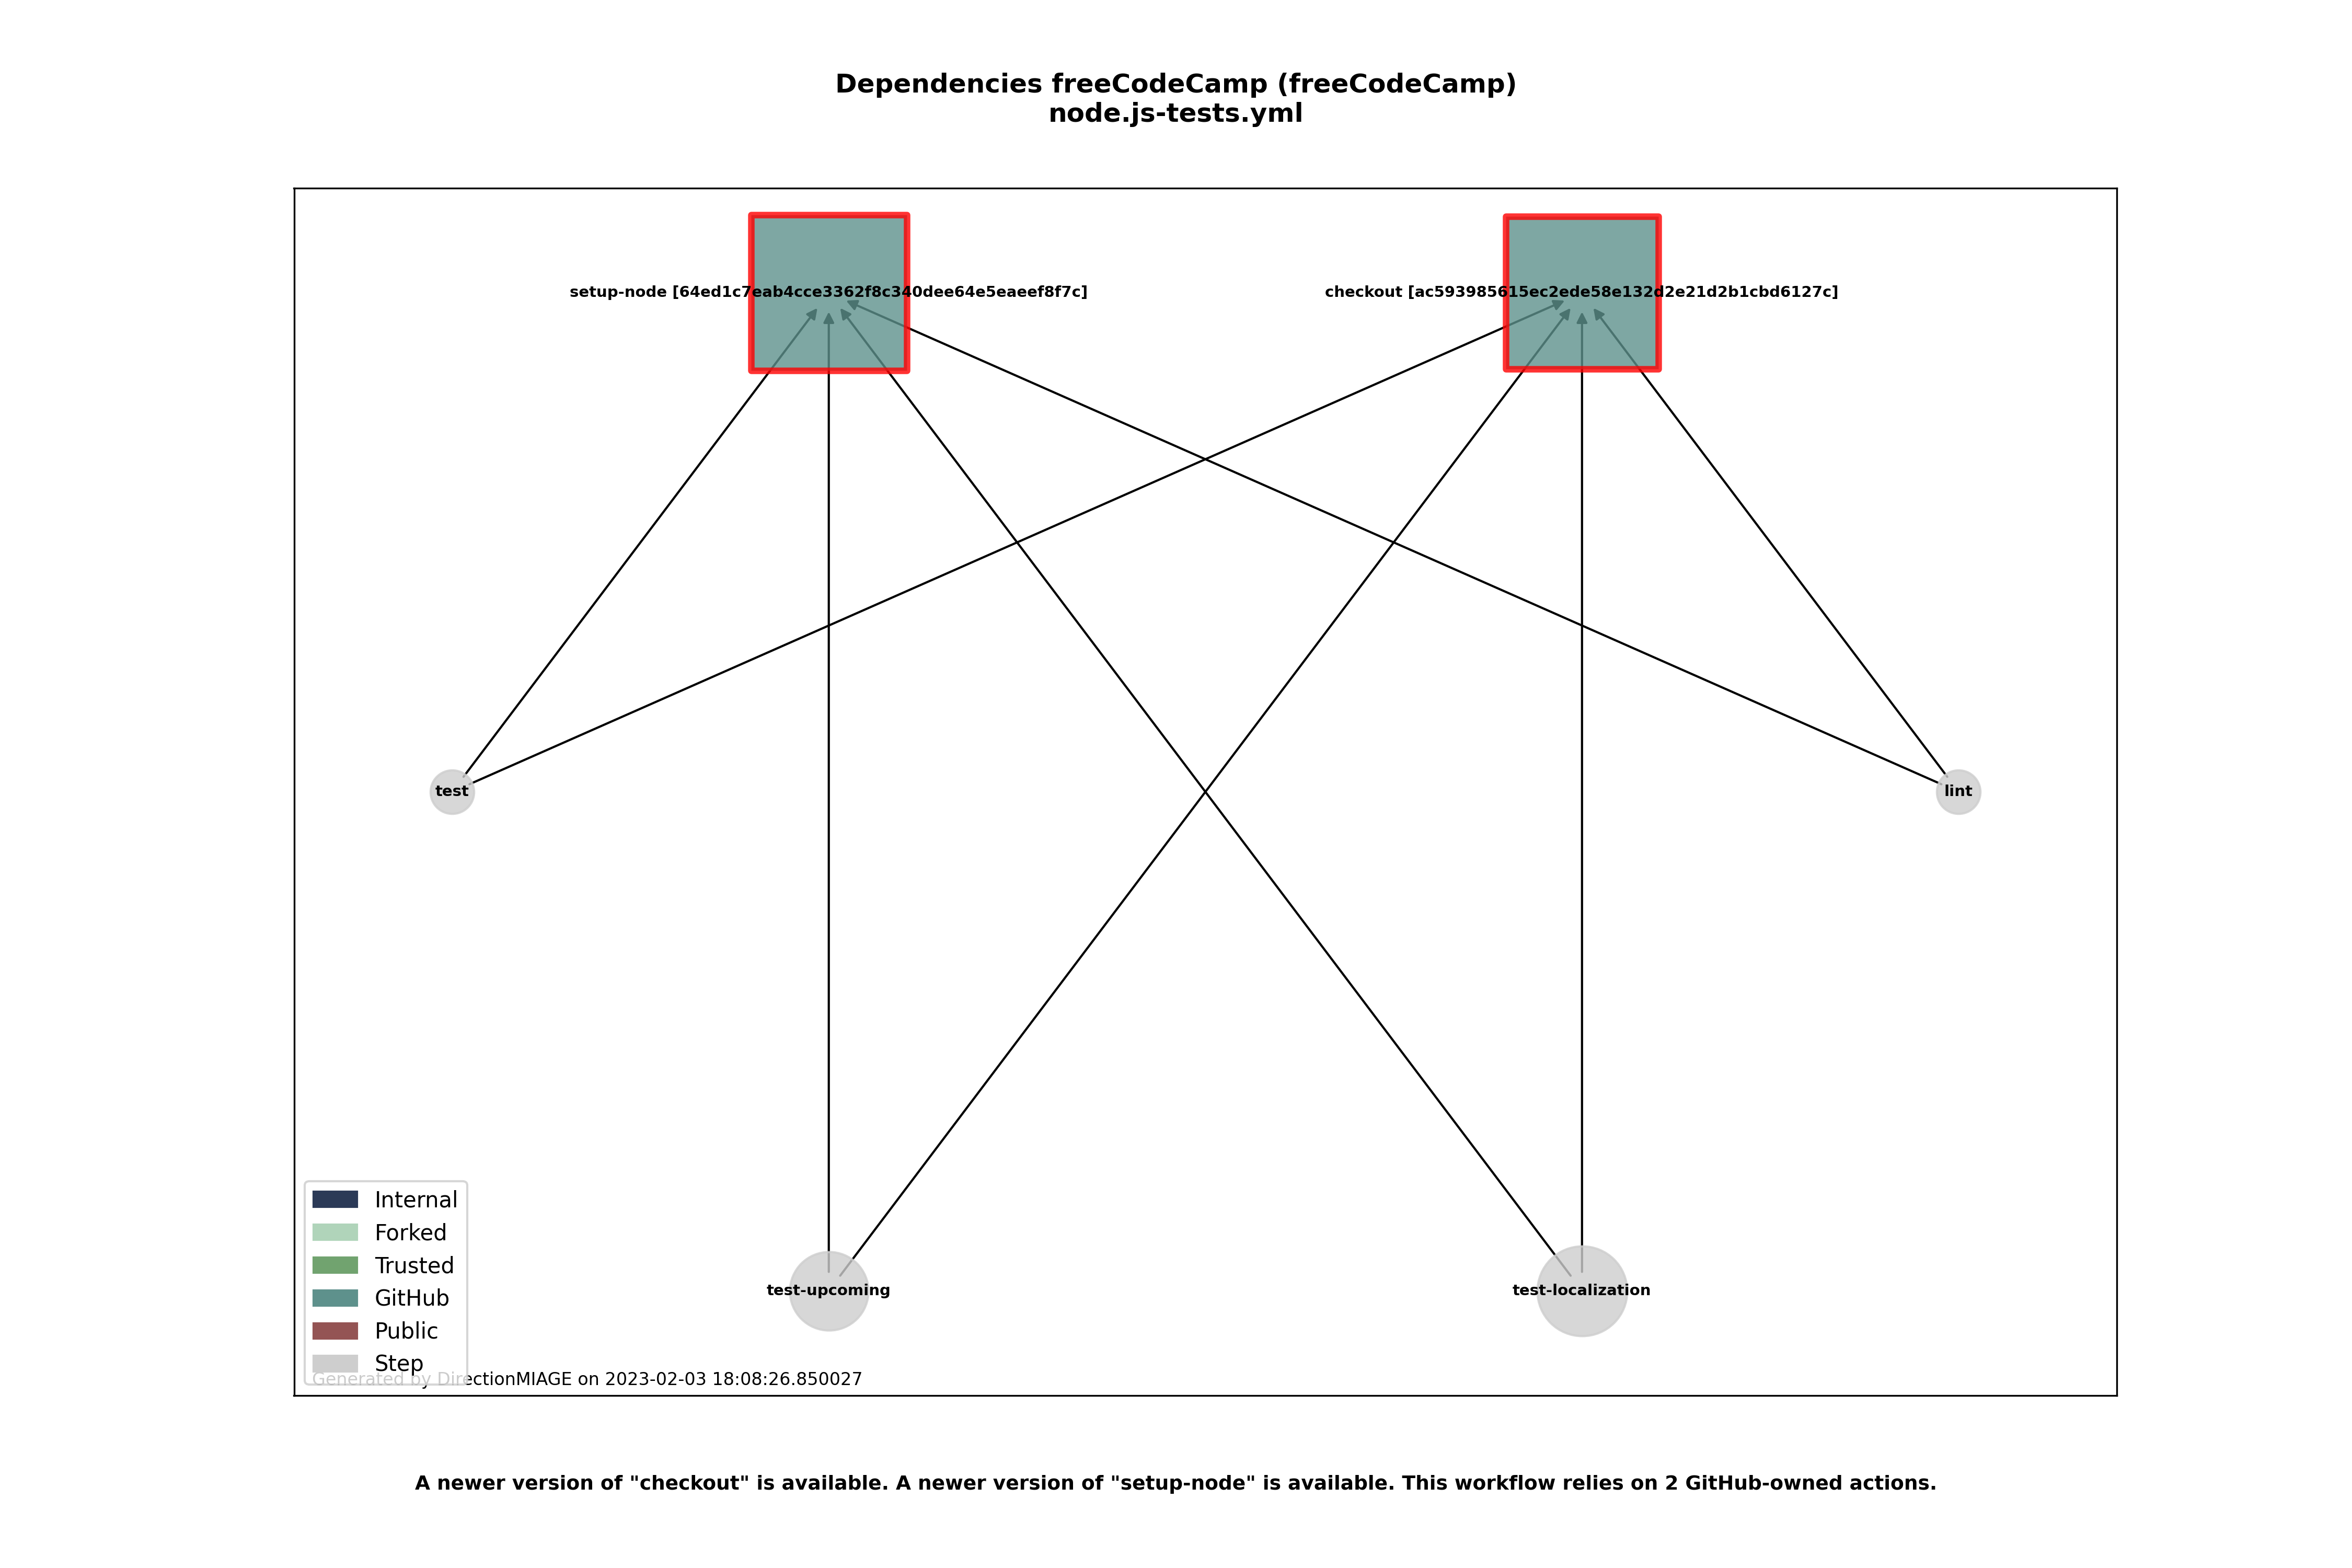 Dependencies freeCodeCamp (freeCodeCamp)
node.js-tests.yml
setup-node [64ed1c7eab4cce3362f8c340dee64e5eaeef8f7c]
checkout [ac593985615ec2ede58e132d2e21d2b1cbd6127c]
test
lint
test-upcoming
test-localization
Internal
Forked
Trusted
GitHub
Public
Step
Generated by DirectionMIAGE on 2023-02-03 18:08:26.850027
A newer version of "checkout" is available. A newer version of "setup-node" is available. This workflow relies on 2 GitHub-owned actions.